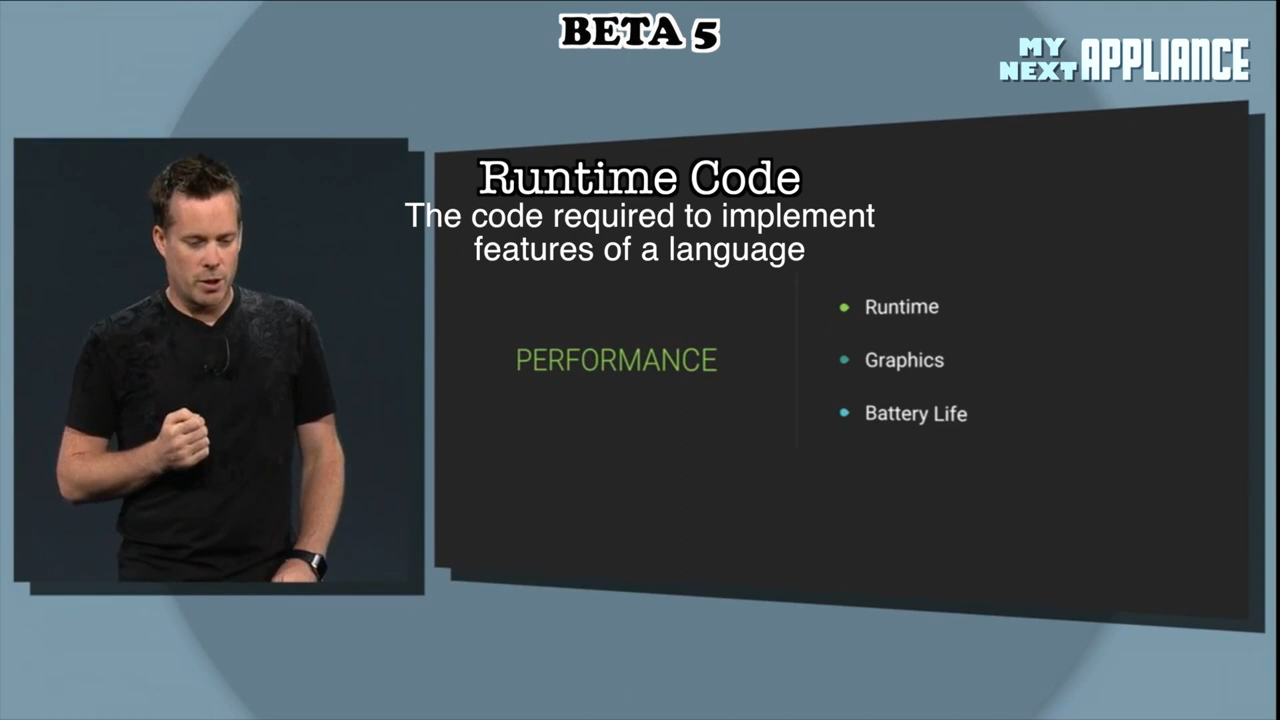 BETA 5
MY
NEXT APPLIANCE
Runtime Code
The code required to implement
features of a language
PERFORMANCE
Runtime
Graphics
Battery Life